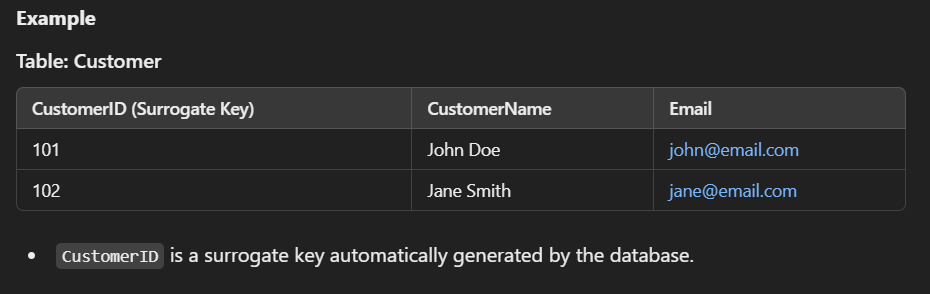 Example
Table: Customer
CustomerID (Surrogate Key) CustomerName Email
101 John Doe john@email.com
102 Jane Smith jane@email.com
• CustomerID is a surrogate key automatically generated by the database.